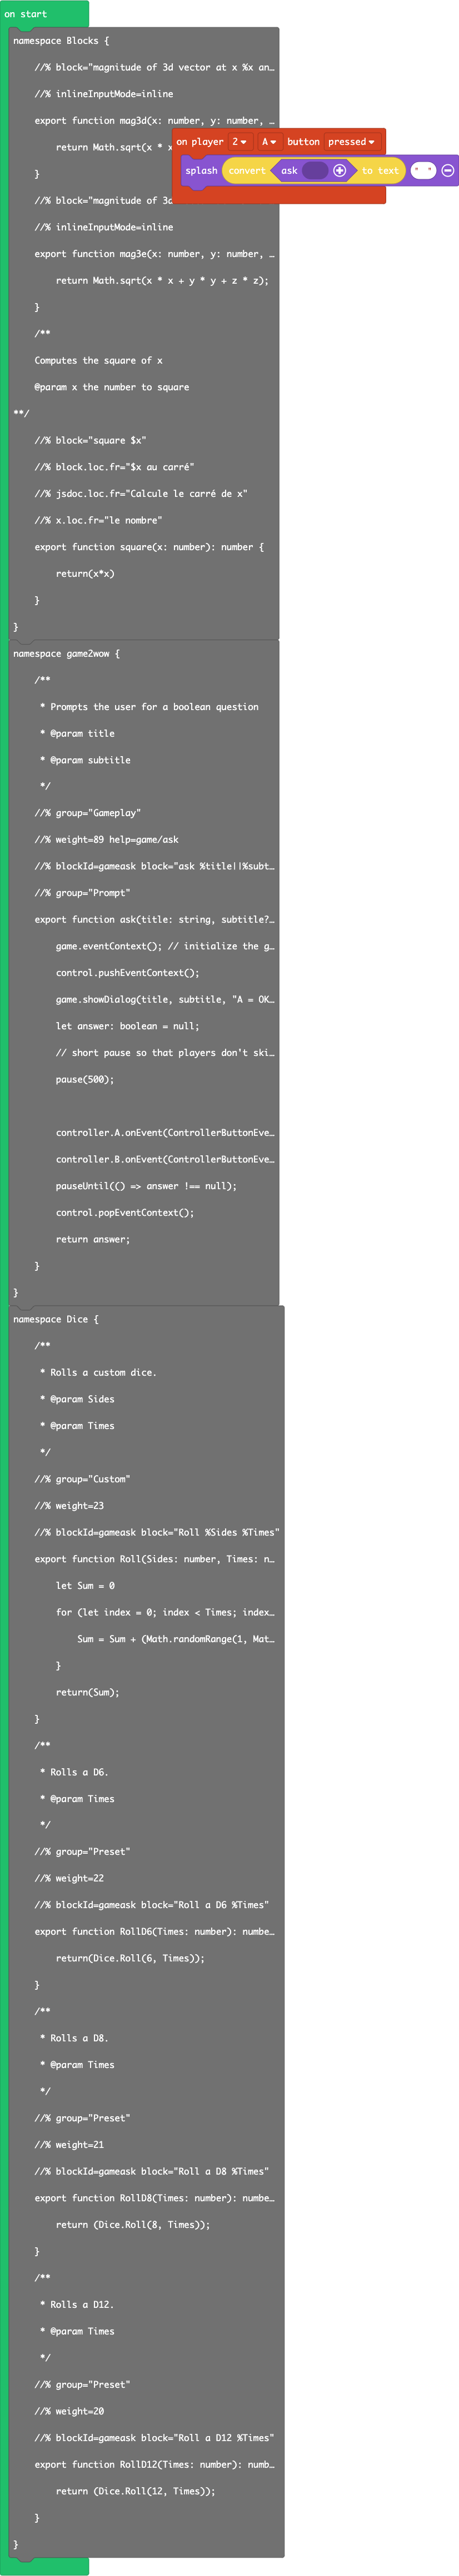 on start
namespace Blocks {
//% block="magnitude of 3d vector at x %x an…
//% inlineInputMode=inline
export function mag3d(x: number, y: number, …
return Math.sqrt(x * x
}
//% block="magnitude of 3d
//% inlineInputMode=inline
export function mag3e(x: number, y: number, …
return Math.sqrt(x * x + y * y + z * z);
}
/**
Computes the square of x
@param x the number to square
**/
//% block="square $x"
//% block.loc.fr="$x au carré"
//% jsdoc.loc.fr="Calcule le carré de x"
//% x.loc.fr="le nombre"
export function square(x: number): number {
return(x*x)
}
}
on player 2 A button pressed
splash convert ask to text " "
namespace game2wow {
/**
* Prompts the user for a boolean question
* @param title
* @param subtitle
*/
//% group="Gameplay"
//% weight=89 help=game/ask
//% blockId=gameask block="ask %title||%subt…
//% group="Prompt"
export function ask(title: string, subtitle?…
game.eventContext(); // initialize the g…
control.pushEventContext();
game.showDialog(title, subtitle, "A = OK…
let answer: boolean = null;
// short pause so that players don't ski…
pause(500);
controller.A.onEvent(ControllerButtonEve…
controller.B.onEvent(ControllerButtonEve…
pauseUntil(() => answer !== null);
control.popEventContext();
return answer;
}
}
namespace Dice {
/**
* Rolls a custom dice.
* @param Sides
* @param Times
*/
//% group="Custom"
//% weight=23
//% blockId=gameask block="Roll %Sides %Times"
export function Roll(Sides: number, Times: n…
let Sum = 0
for (let index = 0; index < Times; index…
Sum = Sum + (Math.randomRange(1, Mat…
}
return(Sum);
}
/**
* Rolls a D6.
* @param Times
*/
//% group="Preset"
//% weight=22
//% blockId=gameask block="Roll a D6 %Times"
export function RollD6(Times: number): numbe…
return(Dice.Roll(6, Times));
}
/**
* Rolls a D8.
* @param Times
*/
//% group="Preset"
//% weight=21
//% blockId=gameask block="Roll a D8 %Times"
export function RollD8(Times: number): numbe…
return (Dice.Roll(8, Times));
}
/**
* Rolls a D12.
* @param Times
*/
//% group="Preset"
//% weight=20
//% blockId=gameask block="Roll a D12 %Times"
export function RollD12(Times: number): numb…
return (Dice.Roll(12, Times));
}
}